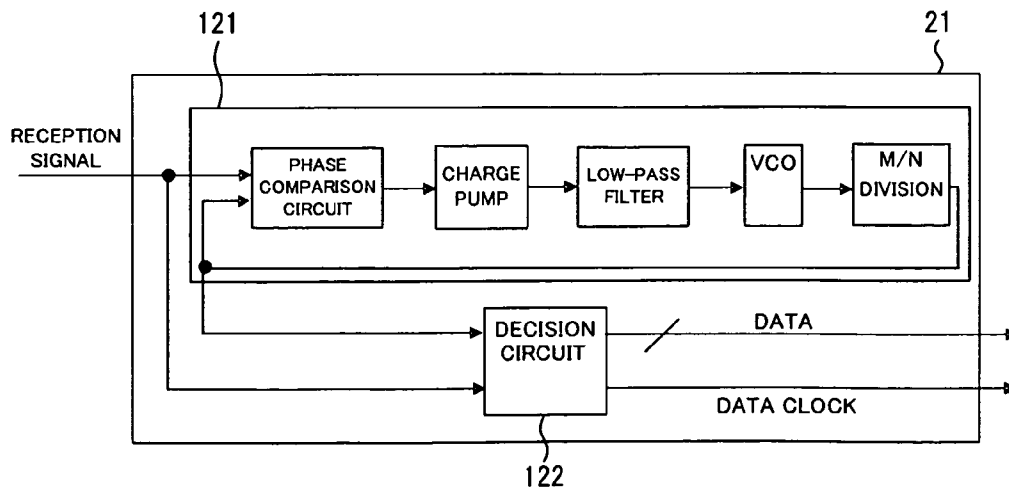 121
21
RECEPTION
SIGNAL
PHASE
COMPARISON
CIRCUIT
CHARGE
PUMP
LOW-PASS
FILTER
VCO
M/N
DIVISION
DECISION
CIRCUIT
DATA
DATA CLOCK
122